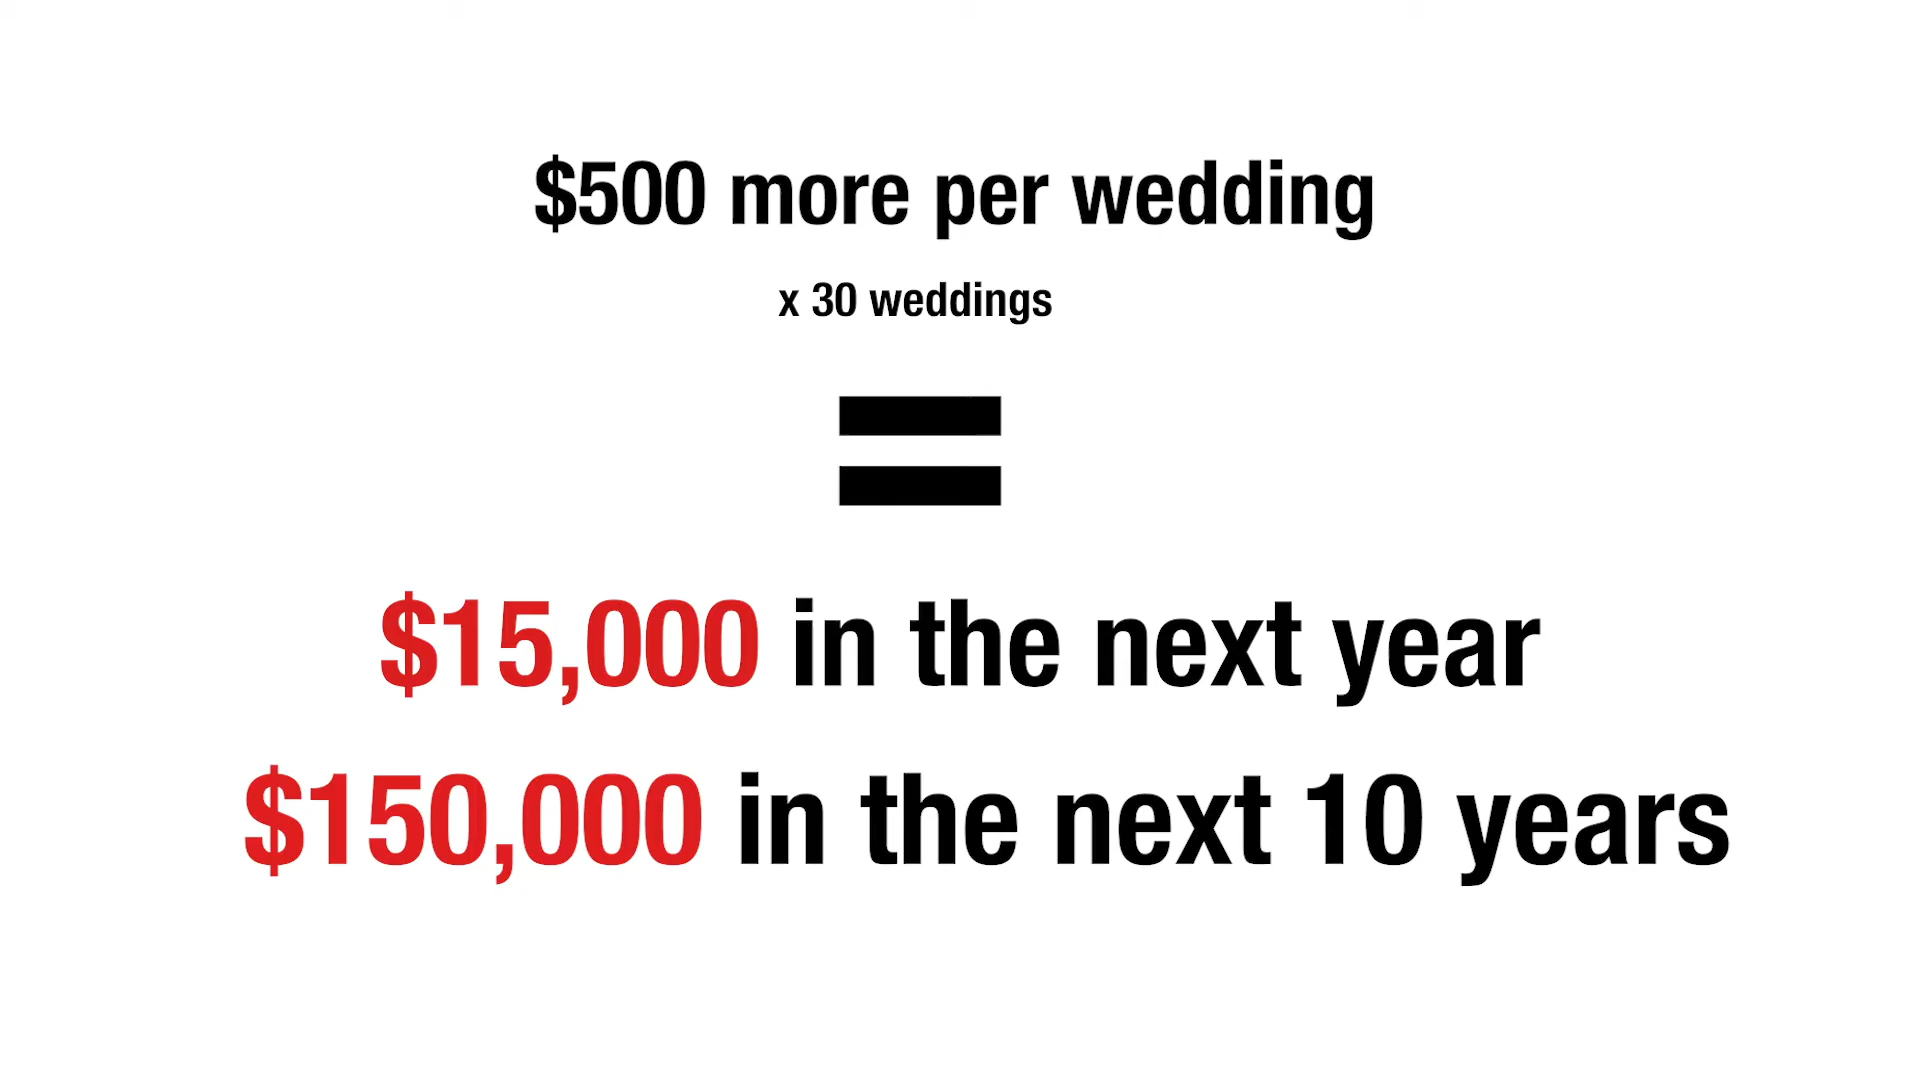 $500 more per wedding
x 30 weddings
=
$15,000 in the next year
$150,000 in the next 10 years